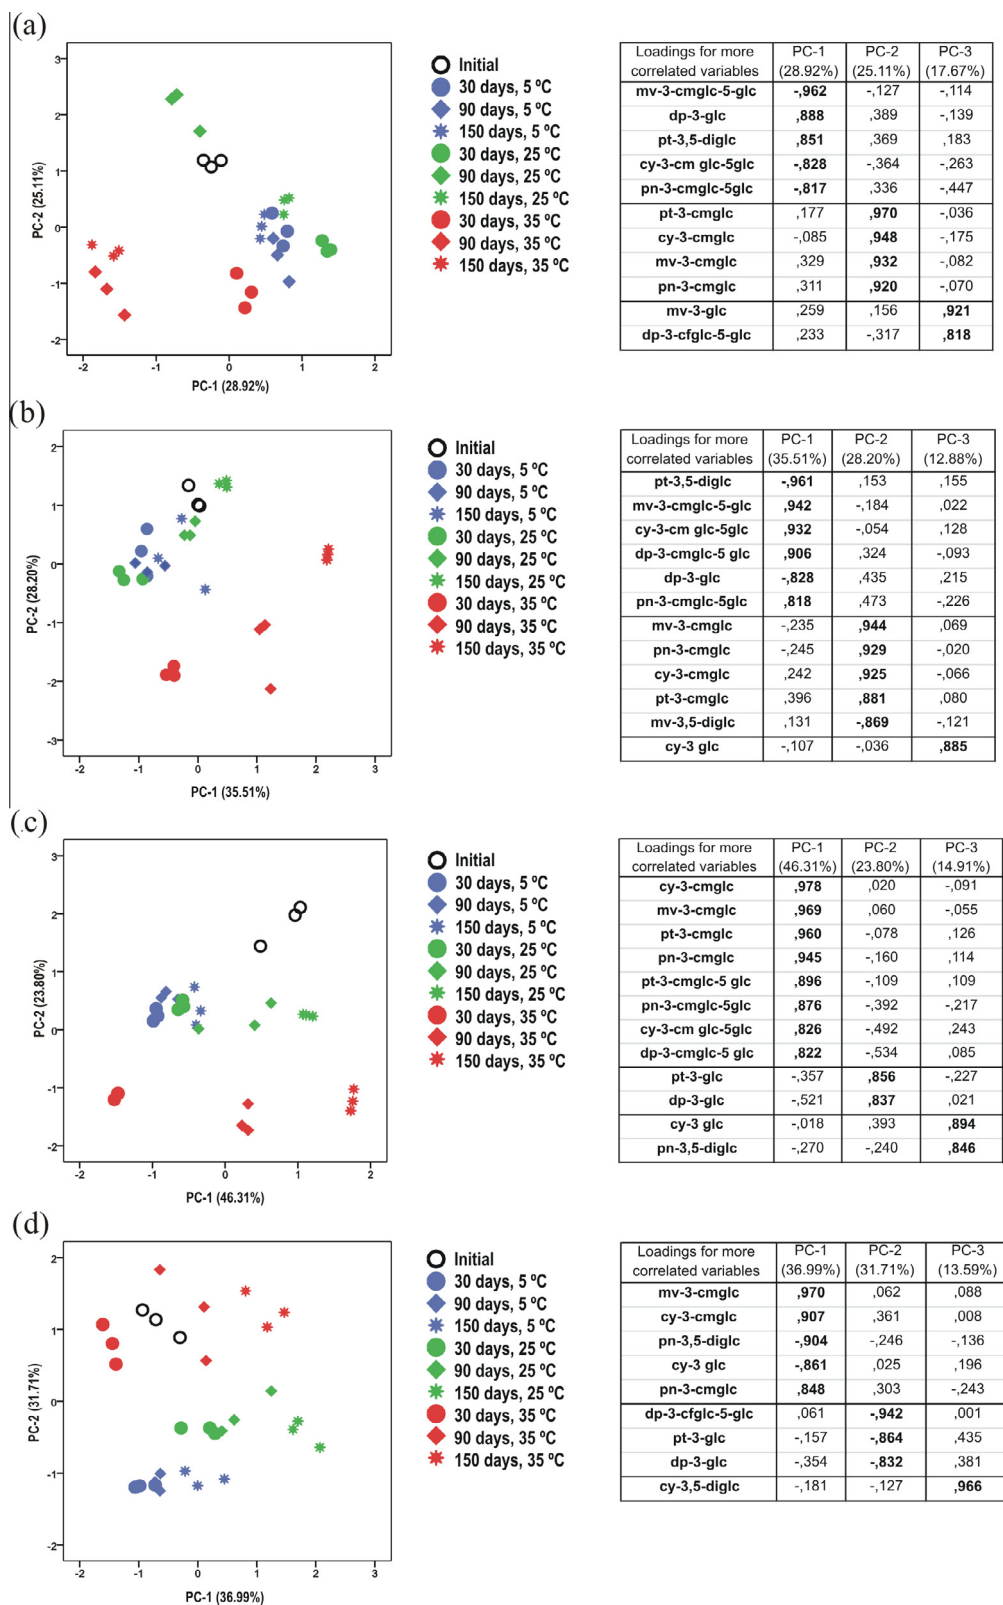 (a)
3
2
1
0
-1
-2
-2
-1
0
1
2
PC-2 (25.11%)
PC-1 (28.92%)
Initial
30 days, 5 ºC
90 days, 5 ºC
150 days, 5 ºC
30 days, 25 ºC
90 days, 25 ºC
150 days, 25 ºC
30 days, 35 ºC
90 days, 35 ºC
150 days, 35 ºC
Loadings for more correlated variables PC-1 (28.92%) PC-2 (25.11%) PC-3 (17.67%)
mv-3-cmglc-5-glc -,962 -,127 -,114
dp-3-glc ,888 ,389 -,139
pt-3,5-diglc ,851 ,369 ,183
cy-3-cm glc-5glc -,828 -,364 -,263
pn-3-cmglc-5glc -,817 ,336 -,447
pt-3-cmglc ,177 ,970 -,036
cy-3-cmglc -,085 ,948 -,175
mv-3-cmglc ,329 ,932 -,082
pn-3-cmglc ,311 ,920 -,070
mv-3-glc ,259 ,156 ,921
dp-3-cfglc-5-glc ,233 -,317 ,818
(b)
2
1
0
-1
-2
-3
-2
-1
0
1
2
3
PC-2 (28.20%)
PC-1 (35.51%)
Initial
30 days, 5 ºC
90 days, 5 ºC
150 days, 5 ºC
30 days, 25 ºC
90 days, 25 ºC
150 days, 25 ºC
30 days, 35 ºC
90 days, 35 ºC
150 days, 35 ºC
Loadings for more correlated variables PC-1 (35.51%) PC-2 (28.20%) PC-3 (12.88%)
pt-3,5-diglc -,961 ,153 ,155
mv-3-cmglc-5-glc ,942 -,184 ,022
cy-3-cm glc-5glc ,932 -,054 ,128
dp-3-cmglc-5 glc ,906 ,324 -,093
dp-3-glc -,828 ,435 ,215
pn-3-cmglc-5glc ,818 ,473 -,226
mv-3-cmglc -,235 ,944 ,069
pn-3-cmglc -,245 ,929 -,020
cy-3-cmglc ,242 ,925 -,066
pt-3-cmglc ,396 ,881 ,080
mv-3,5-diglc ,131 -,869 -,121
cy-3 glc -,107 -,036 ,885
(c)
3
2
1
0
-1
-2
-2
-1
0
1
2
PC-2 (23.80%)
PC-1 (46.31%)
Initial
30 days, 5 ºC
90 days, 5 ºC
150 days, 5 ºC
30 days, 25 ºC
90 days, 25 ºC
150 days, 25 ºC
30 days, 35 ºC
90 days, 35 ºC
150 days, 35 ºC
Loadings for more correlated variables PC-1 (46.31%) PC-2 (23.80%) PC-3 (14.91%)
cy-3-cmglc ,978 ,020 -,091
mv-3-cmglc ,969 ,060 -,055
pt-3-cmglc ,960 -,078 ,126
pn-3-cmglc ,945 -,160 ,114
pt-3-cmglc-5 glc ,896 -,109 ,109
pn-3-cmglc-5glc ,876 -,392 -,217
cy-3-cm glc-5glc ,826 -,492 ,243
dp-3-cmglc-5 glc ,822 -,534 ,085
pt-3-glc -,357 ,856 -,227
dp-3-glc -,521 ,837 ,021
cy-3 glc -,018 ,393 ,894
pn-3,5-diglc -,270 -,240 ,846
(d)
2
1
0
-1
-2
-2
-1
0
1
2
PC-2 (31.71%)
PC-1 (36.99%)
Initial
30 days, 5 ºC
90 days, 5 ºC
150 days, 5 ºC
30 days, 25 ºC
90 days, 25 ºC
150 days, 25 ºC
30 days, 35 ºC
90 days, 35 ºC
150 days, 35 ºC
Loadings for more correlated variables PC-1 (36.99%) PC-2 (31.71%) PC-3 (13.59%)
mv-3-cmglc ,970 ,062 ,088
cy-3-cmglc ,907 ,361 ,008
pn-3,5-diglc -,904 -,246 -,136
cy-3 glc -,861 ,025 ,196
pn-3-cmglc ,848 ,303 -,243
dp-3-cfglc-5-glc ,061 -,942 ,001
pt-3-glc -,157 -,864 ,435
dp-3-glc -,354 -,832 ,381
cy-3,5-diglc -,181 -,127 ,966